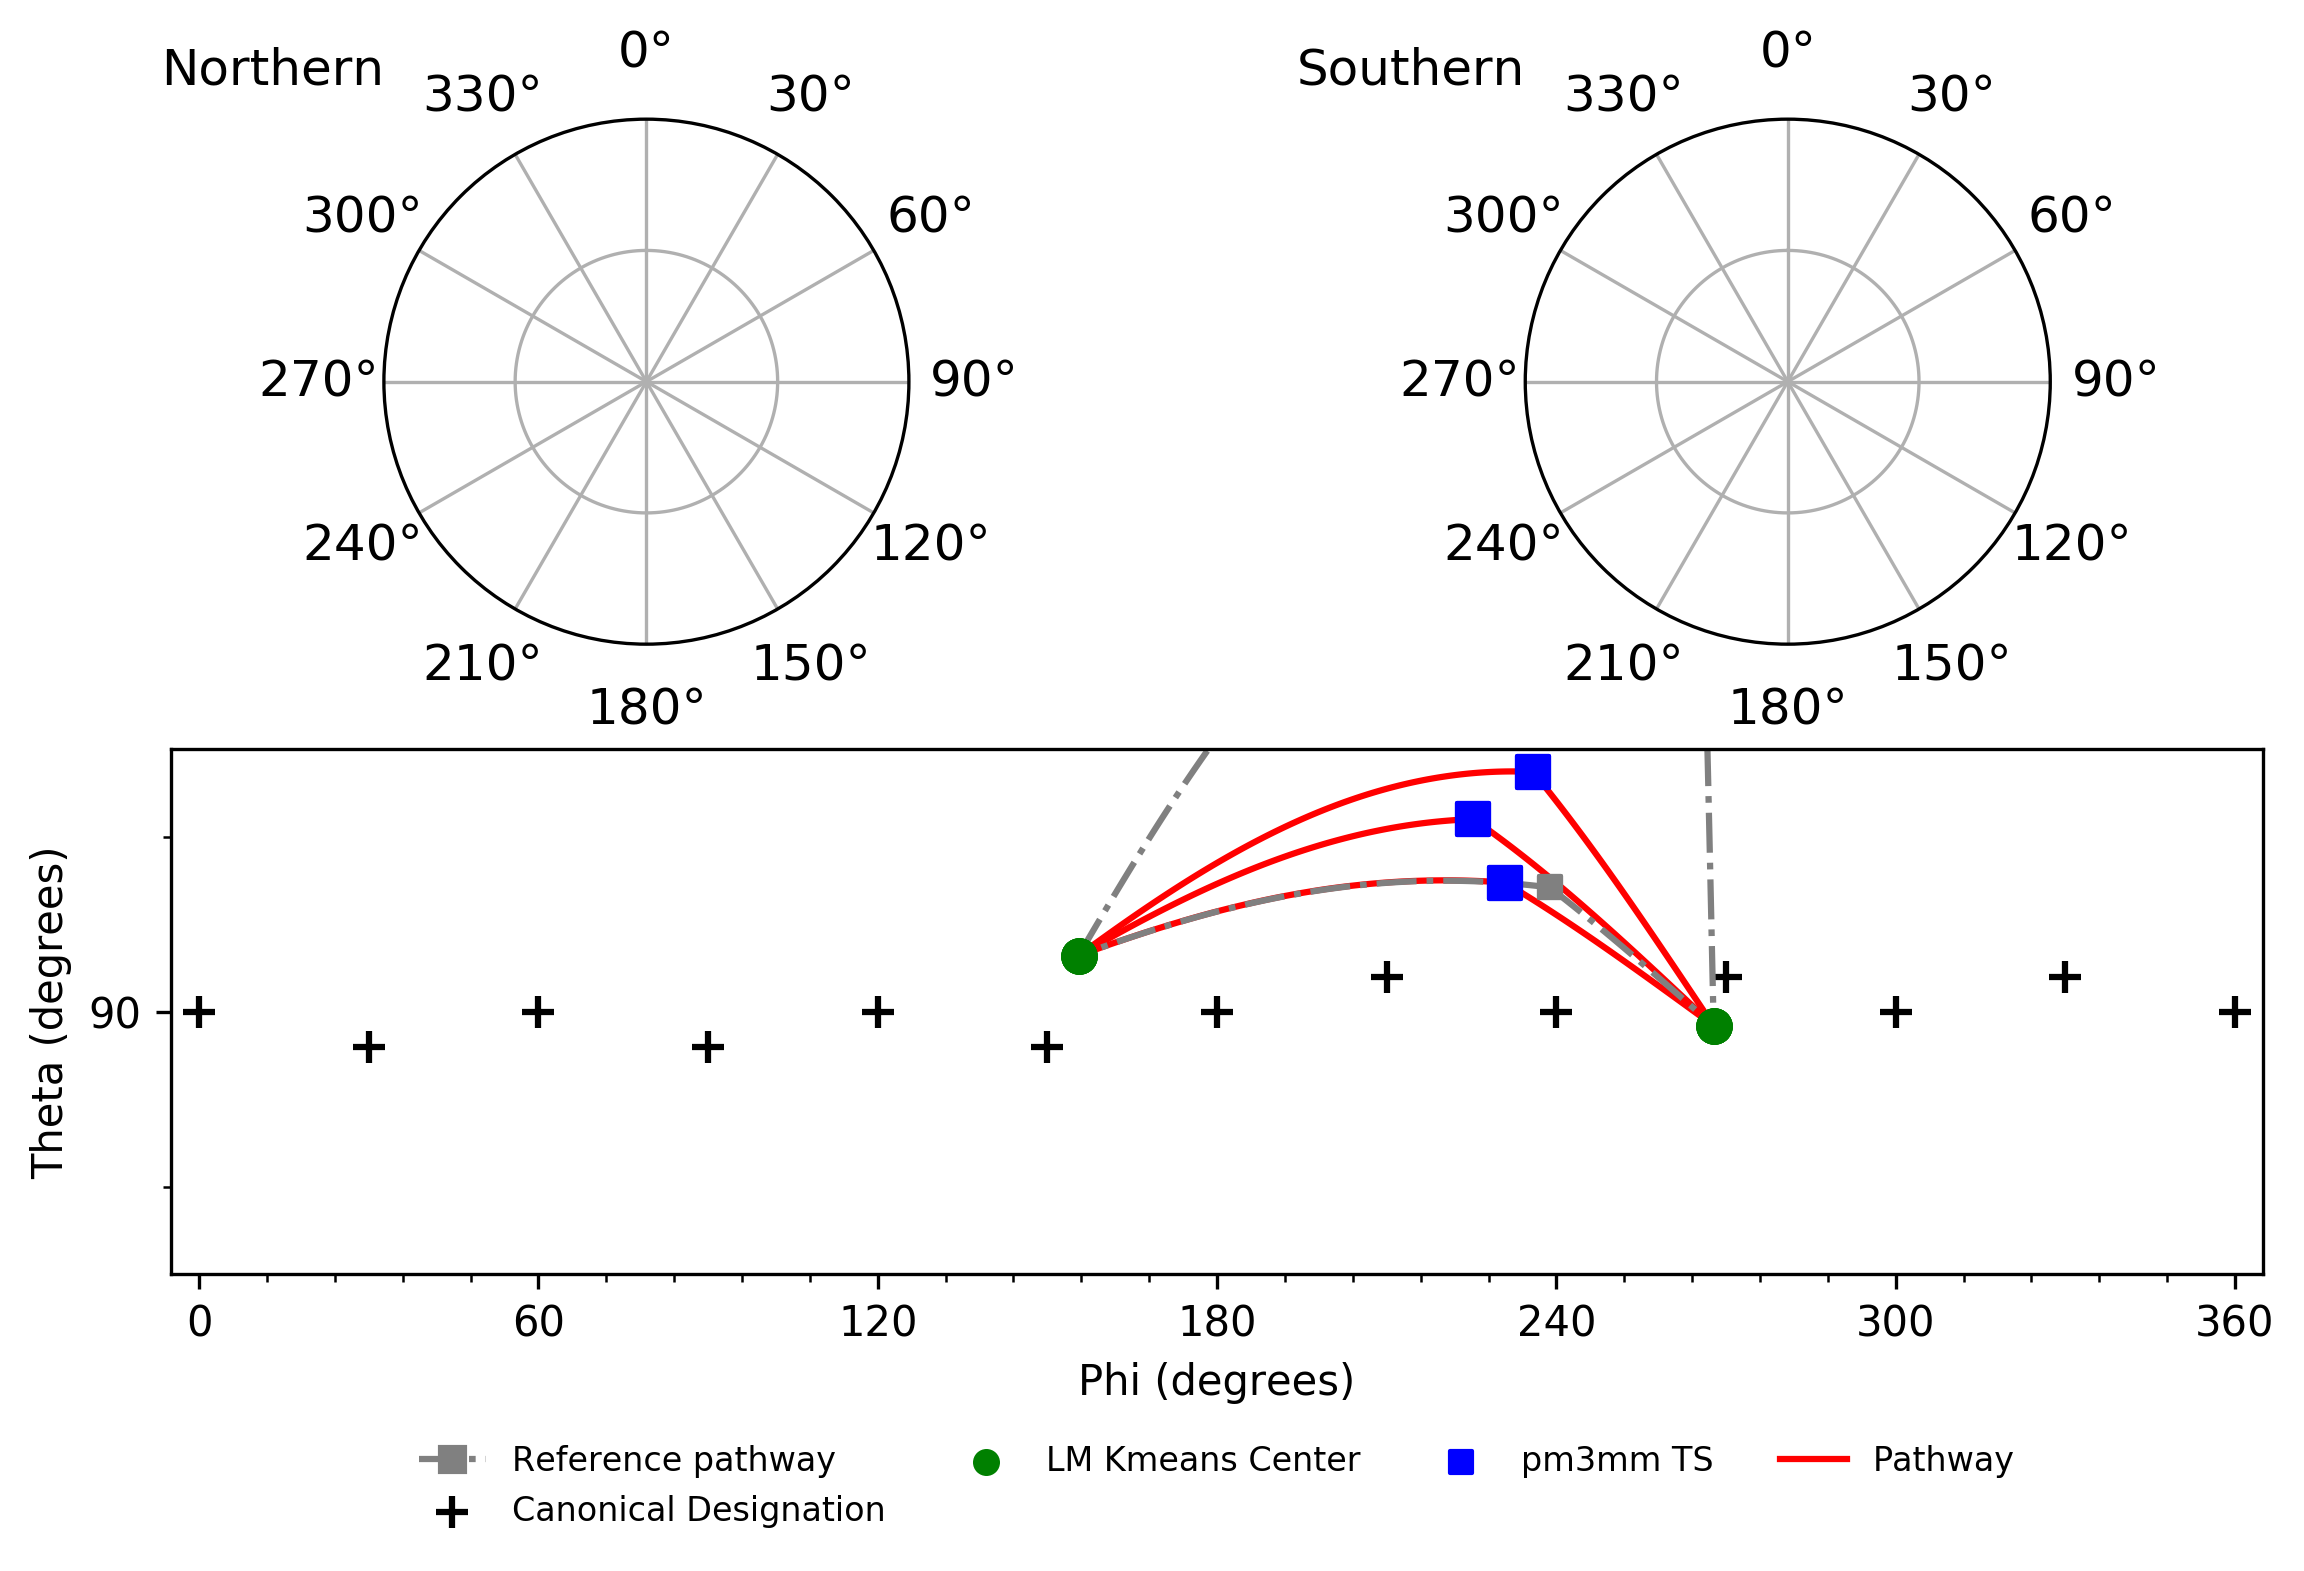 Northern
0°
30°
60°
90°
120°
150°
180°
210°
240°
270°
300°
330°
Southern
0°
30°
60°
90°
120°
150°
180°
210°
240°
270°
300°
330°
Theta (degrees)
90
0 60 120 180 240 300 360
Phi (degrees)
Reference pathway
Canonical Designation
LM Kmeans Center
pm3mm TS
Pathway